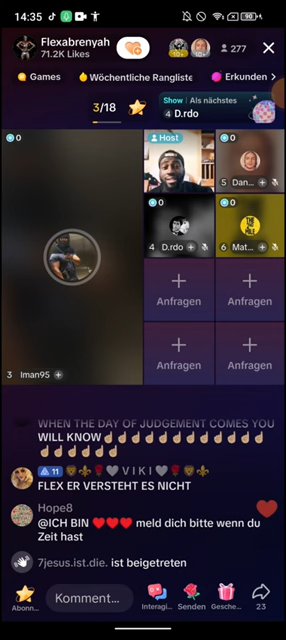 14:35
90
Flexabrenyah
71.2K Likes
10+
277
Games
Wöchentliche Rangliste
Erkunden
3/18
Show | Als nächstes
4 D.rdo
0
Host
0
5 Dan...
0
4 D.rdo
0
6 Mat...
Anfragen
Anfragen
Anfragen
Anfragen
3 Iman95
WHEN THE DAY OF JUDGEMENT COMES YOU
WILL KNOW☝🏼☝🏼☝🏼☝🏼☝🏼☝🏼☝🏼☝🏼☝🏼☝🏼☝🏼☝🏼
☝🏼☝🏼☝🏼☝🏼☝🏼☝🏼
11 🦁⚜️🌹🩶 V I K I 🩶🌹🦁⚜️
FLEX ER VERSTEHT ES NICHT
Hope8
@ICH BIN ❤️❤️❤️ meld dich bitte wenn du
Zeit hast
7jesus.ist.die. ist beigetreten
Abonn...
Komment...
Interagi...
Senden
Gesche...
23